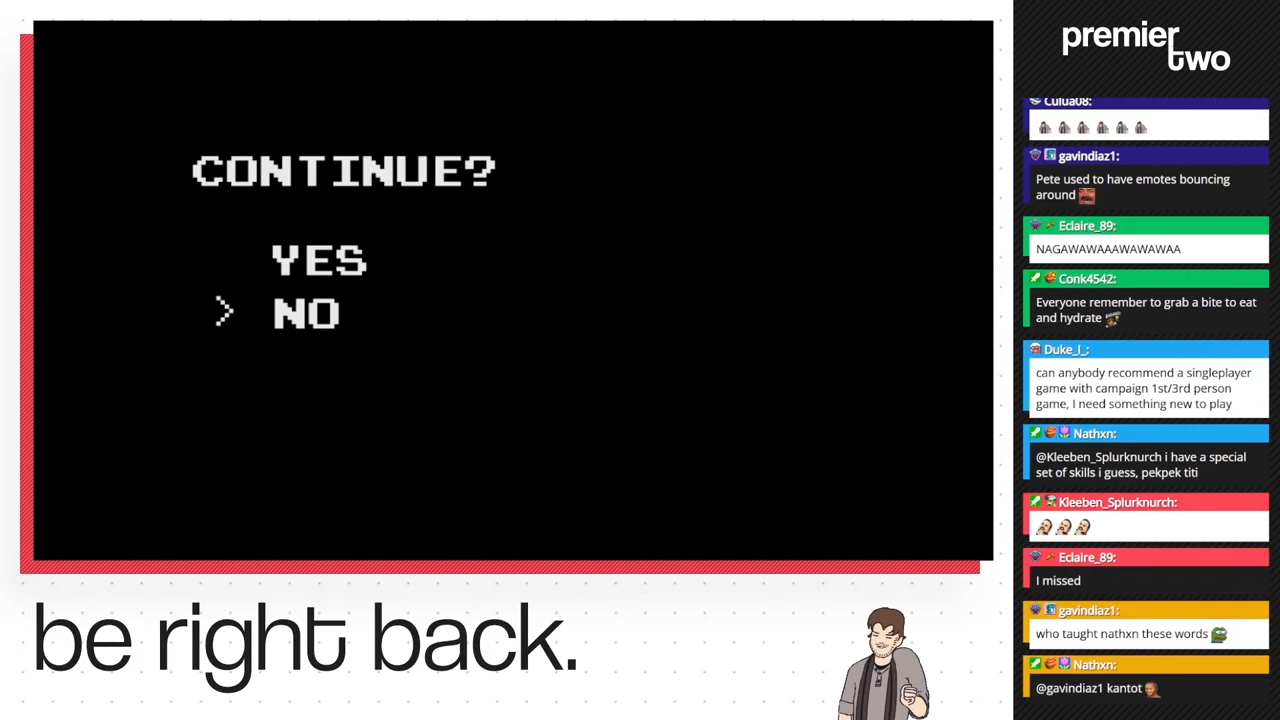 CONTINUE?
YES
> NO
be right back.
premier
two
Culua08:
gavindiaz1:
Pete used to have emotes bouncing
around
Eclaire_89:
NAGAWAWAAAWAWAWAA
Conk4542:
Everyone remember to grab a bite to eat
and hydrate
Duke_l_:
can anybody recommend a singleplayer
game with campaign 1st/3rd person
game, I need something new to play
Nathxn:
@Kleeben_Splurknurch i have a special
set of skills i guess, pekpek titi
Kleeben_Splurknurch:
Eclaire_89:
I missed
gavindiaz1:
who taught nathxn these words
Nathxn:
@gavindiaz1 kantot